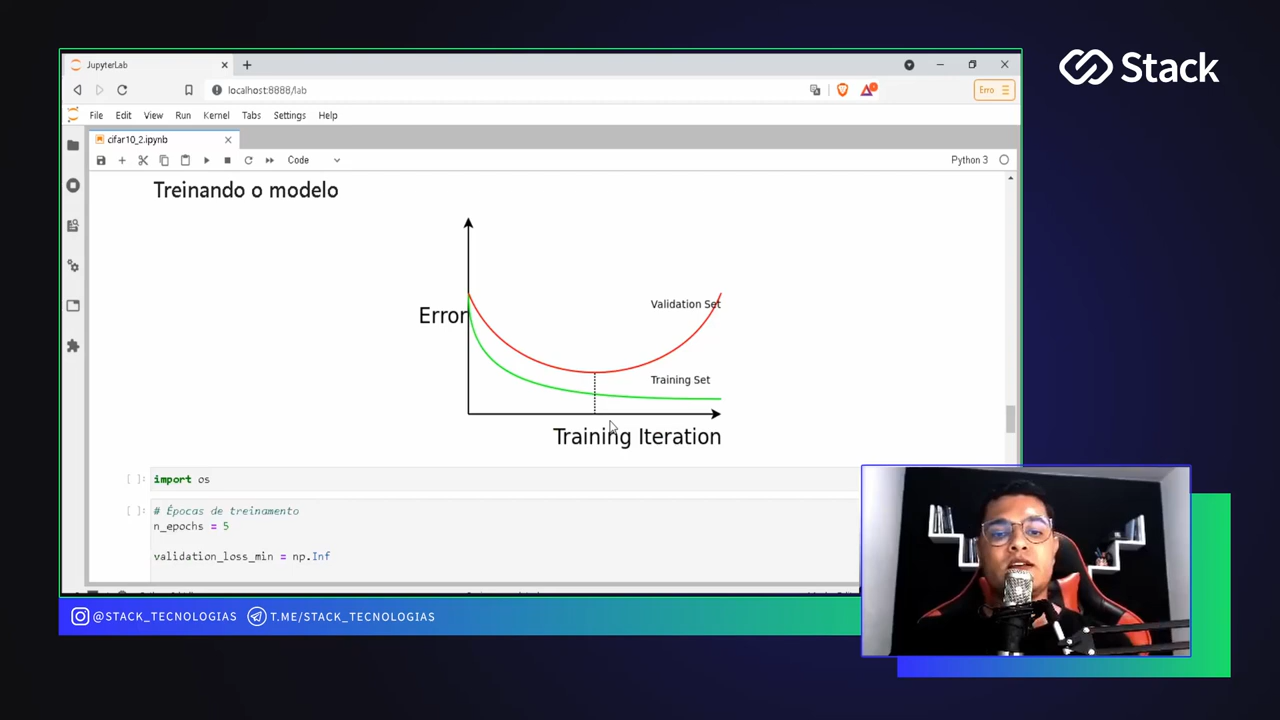 Stack
JupyterLab
localhost:8888/lab
Erro
File Edit View Run Kernel Tabs Settings Help
cifar10_2.ipynb
Code
Python 3
Treinando o modelo
Error
Validation Set
Training Set
Training Iteration
[ ]: import os
[ ]: # Épocas de treinamento
n_epochs = 5
validation_loss_min = np.Inf
@STACK_TECNOLOGIAS T.ME/STACK_TECNOLOGIAS